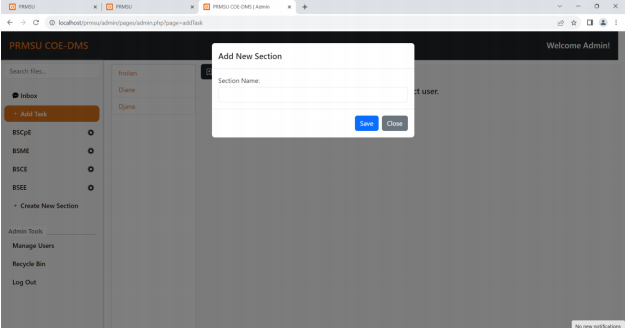 PRMSU
PRMSU
PRMSU COE-DMS | Admin
localhost/prmsu/admin/pages/admin.php?page=addTask
PRMSU COE-DMS
Welcome Admin!
Add New Section
Section Name:
Save
Close
Search files...
Inbox
Add Task
BSCpE
BSME
BSCE
BSEE
Create New Section
Admin Tools
Manage Users
Recycle Bin
Log Out
Froilan
Diane
Djane
ct user.
No new notifications